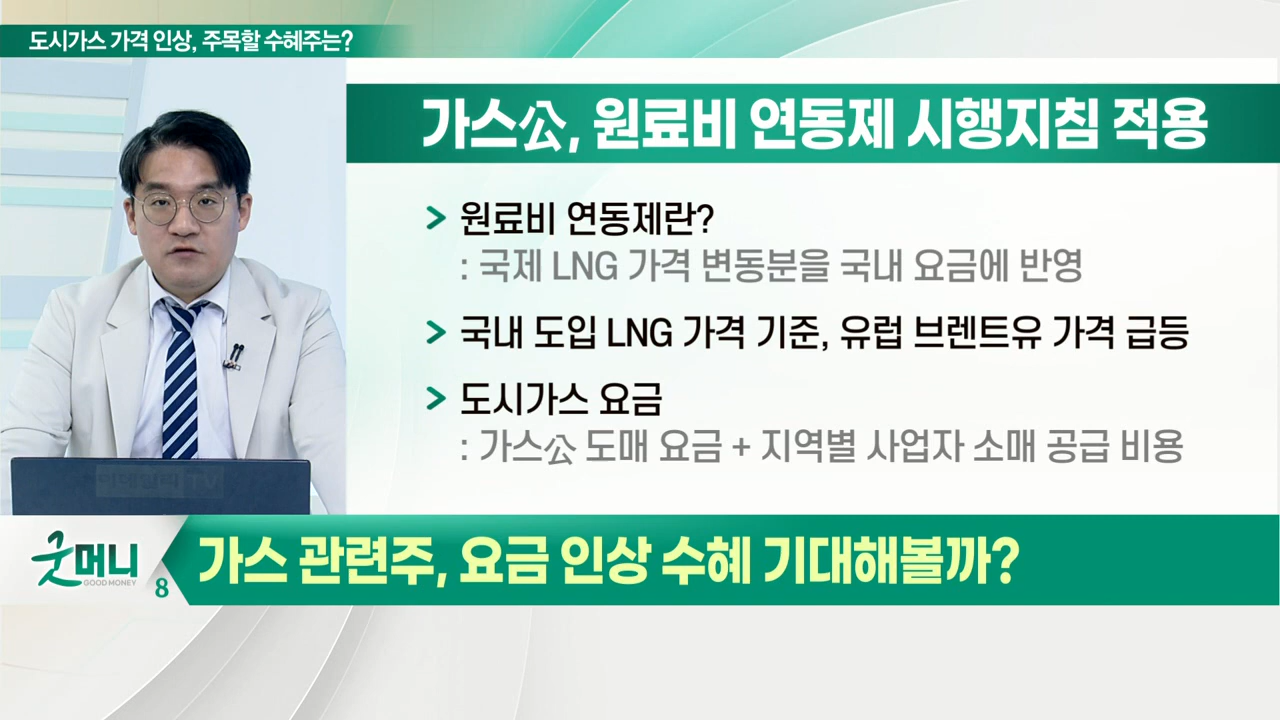 도시가스 가격 인상, 주목할 수혜주는?
가스公, 원료비 연동제 시행지침 적용
> 원료비 연동제란?
: 국제 LNG 가격 변동분을 국내 요금에 반영
> 국내 도입 LNG 가격 기준, 유럽 브렌트유 가격 급등
> 도시가스 요금
: 가스公 도매 요금 + 지역별 사업자 소매 공급 비용
이데일리 TV
굿머니
GOOD MONEY
8
가스 관련주, 요금 인상 수혜 기대해볼까?